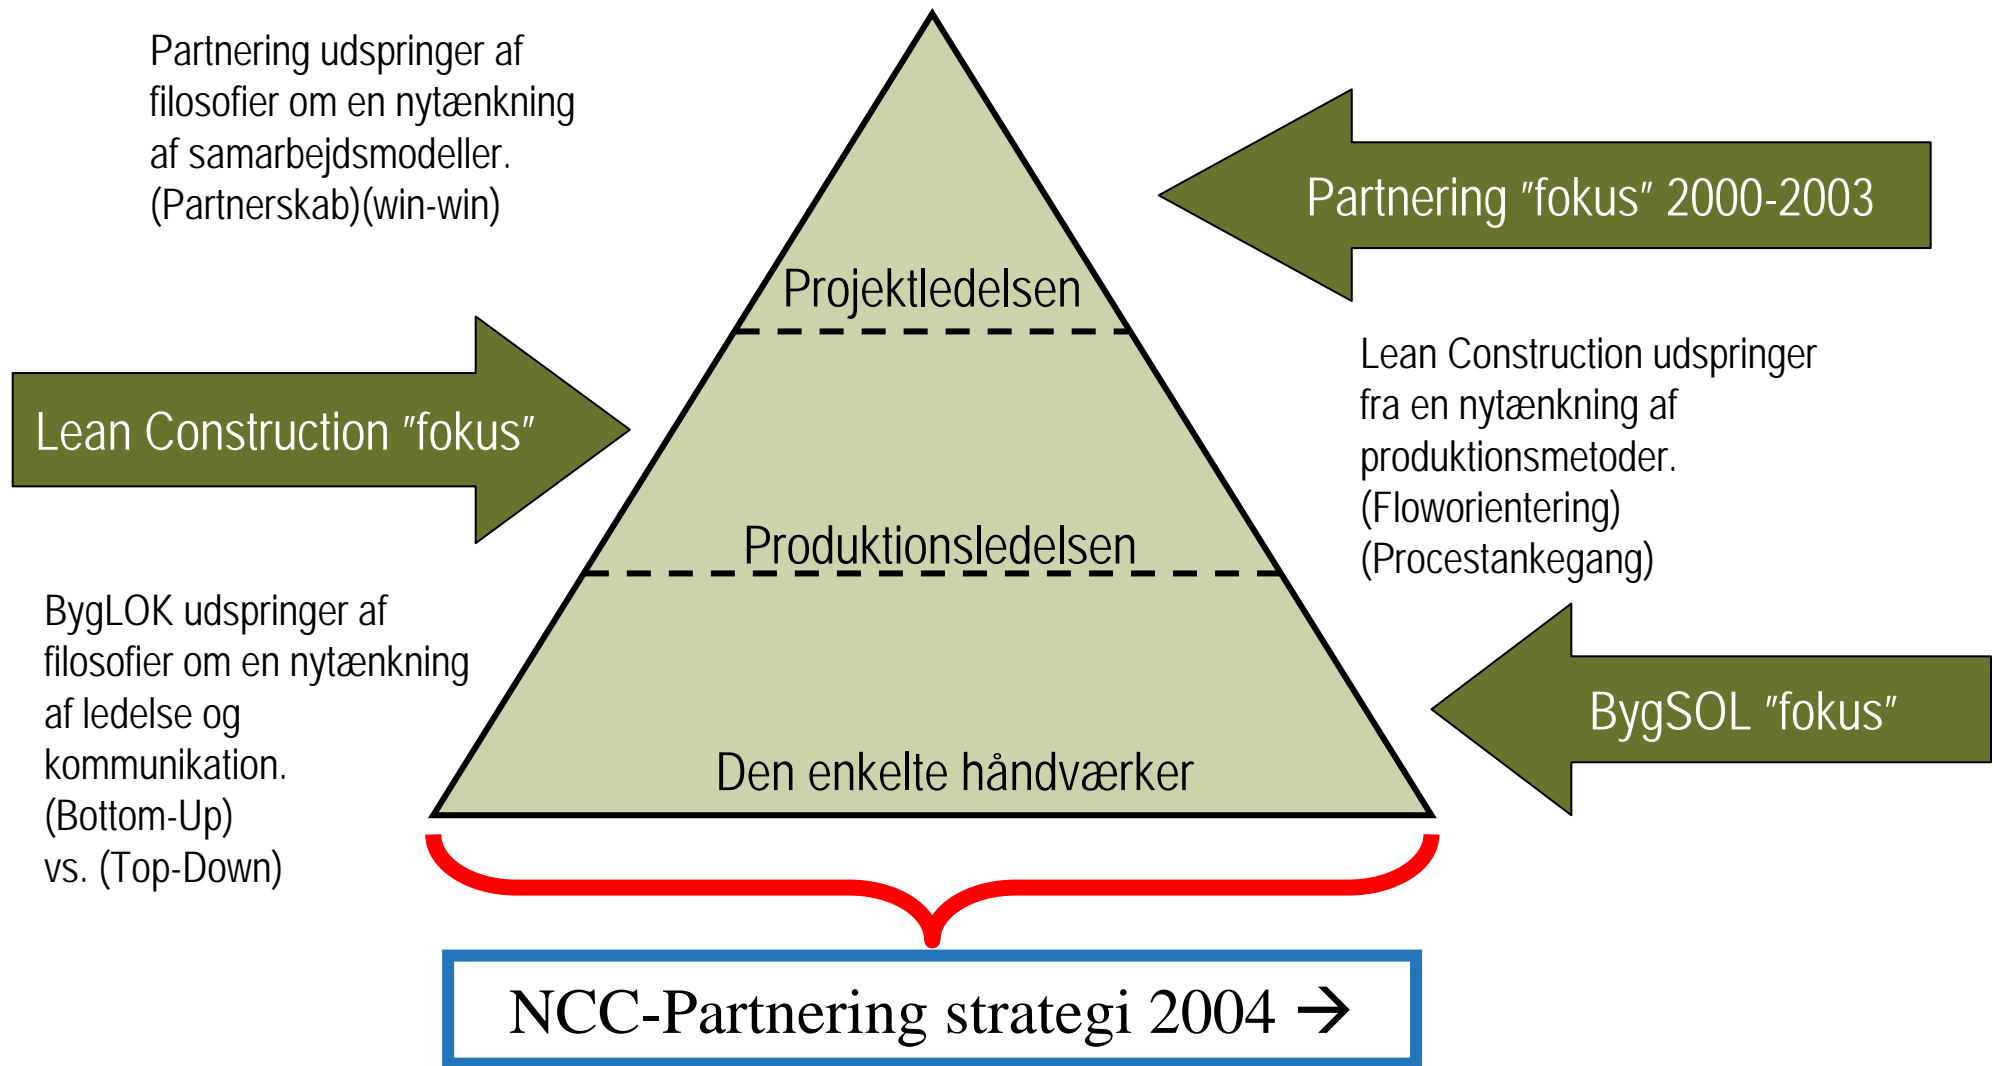 Partnering udspringer af
filosofier om en nytænkning
af samarbejdsmodeller.
(Partnerskab)(win-win)
Partnering "fokus" 2000-2003
Projektledelsen
Lean Construction "fokus"
Lean Construction udspringer
fra en nytænkning af
produktionsmetoder.
(Floworientering)
(Procestankegang)
Produktionsledelsen
BygLOK udspringer af
filosofier om en nytænkning
af ledelse og
kommunikation.
(Bottom-Up)
vs. (Top-Down)
BygSOL "fokus"
Den enkelte håndværker
NCC-Partnering strategi 2004 →